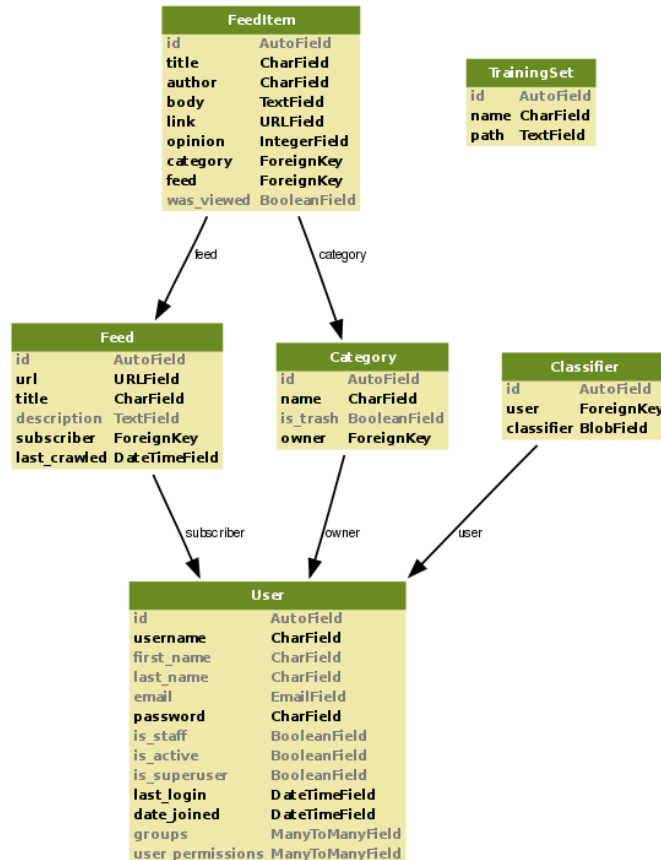 FeedItem
id AutoField
title CharField
author CharField
body TextField
link URLField
opinion IntegerField
category ForeignKey
feed ForeignKey
was_viewed BooleanField
TrainingSet
id AutoField
name CharField
path TextField
feed
category
Feed
id AutoField
url URLField
title CharField
description TextField
subscriber ForeignKey
last_crawled DateTimeField
Category
id AutoField
name CharField
is_trash BooleanField
owner ForeignKey
Classifier
id AutoField
user ForeignKey
classifier BlobField
subscriber
owner
user
User
id AutoField
username CharField
first_name CharField
last_name CharField
email EmailField
password CharField
is_staff BooleanField
is_active BooleanField
is_superuser BooleanField
last_login DateTimeField
date_joined DateTimeField
groups ManyToManyField
user_permissions ManyToManyField